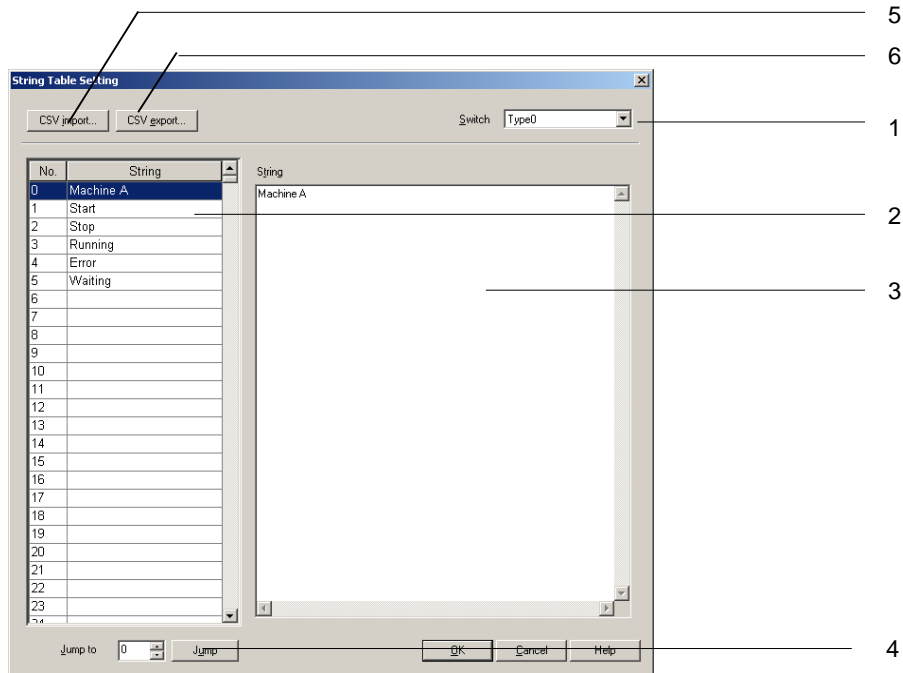 5
6
String Table Setting
CSV import... CSV export... Switch Type0
1
No. String String
0 Machine A Machine A
1 Start
2
2 Stop
3 Running
4 Error
5 Waiting
3
6
7
8
9
10
11
12
13
14
15
16
17
18
19
20
21
22
23
24
Jump to 0 Jump OK Cancel Help
4